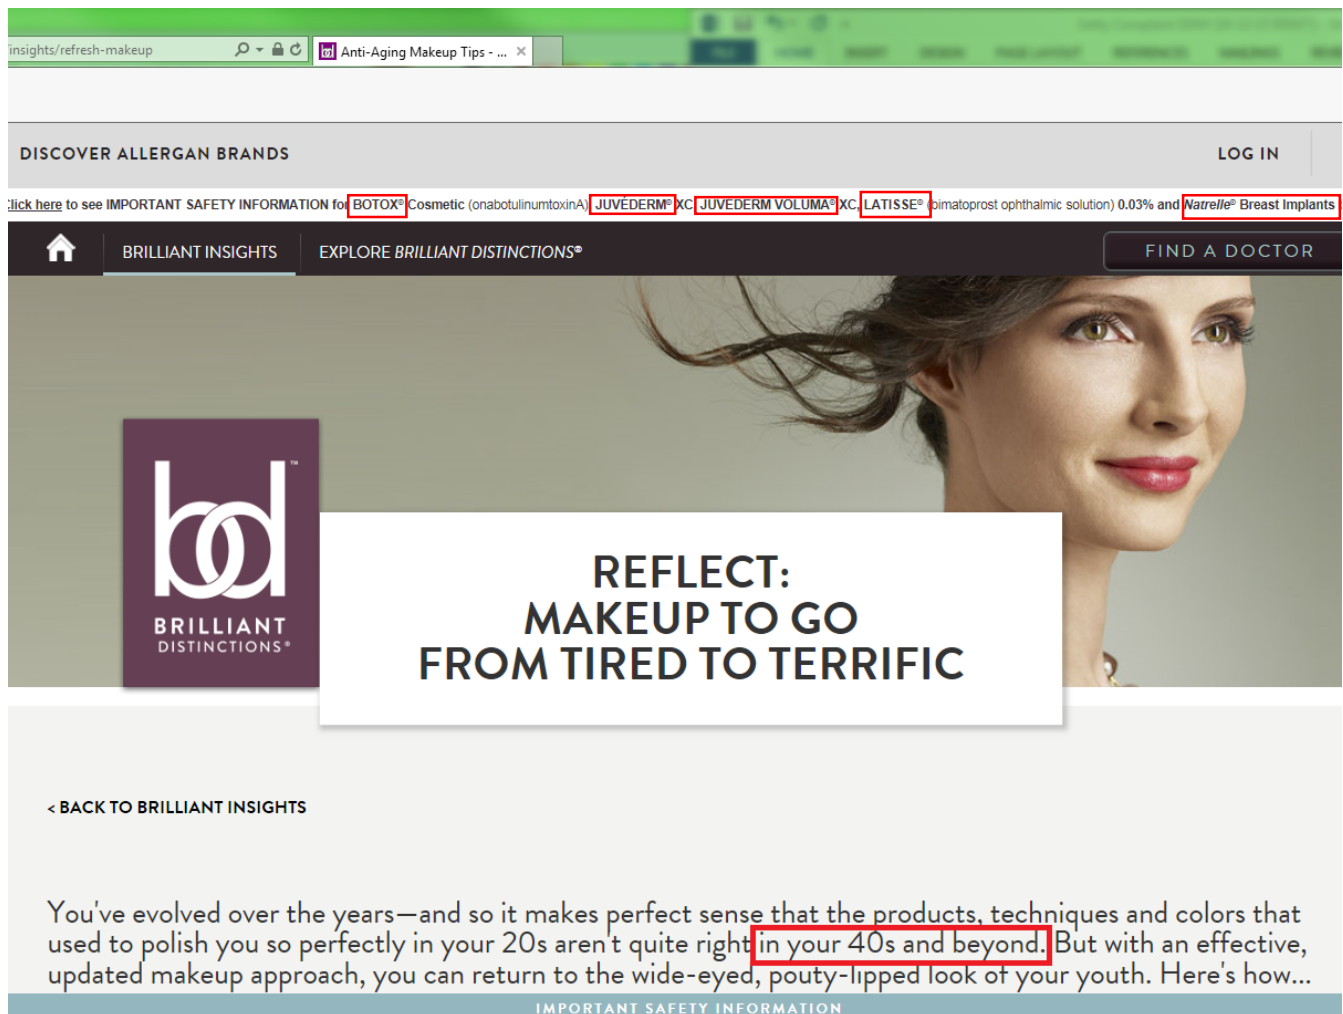 insights/refresh-makeup
Anti-Aging Makeup Tips - ...
DISCOVER ALLERGAN BRANDS
LOG IN
Click here to see IMPORTANT SAFETY INFORMATION for BOTOX® Cosmetic (onabotulinumtoxinA), JUVÉDERM® XC, JUVÉDERM VOLUMA® XC, LATISSE® (bimatoprost ophthalmic solution) 0.03% and Natrelle® Breast Implants
BRILLIANT INSIGHTS
EXPLORE BRILLIANT DISTINCTIONS®
FIND A DOCTOR
bd™
BRILLIANT
DISTINCTIONS®
REFLECT:
MAKEUP TO GO
FROM TIRED TO TERRIFIC
< BACK TO BRILLIANT INSIGHTS
You've evolved over the years—and so it makes perfect sense that the products, techniques and colors that
used to polish you so perfectly in your 20s aren't quite right in your 40s and beyond. But with an effective,
updated makeup approach, you can return to the wide-eyed, pouty-lipped look of your youth. Here's how...
IMPORTANT SAFETY INFORMATION